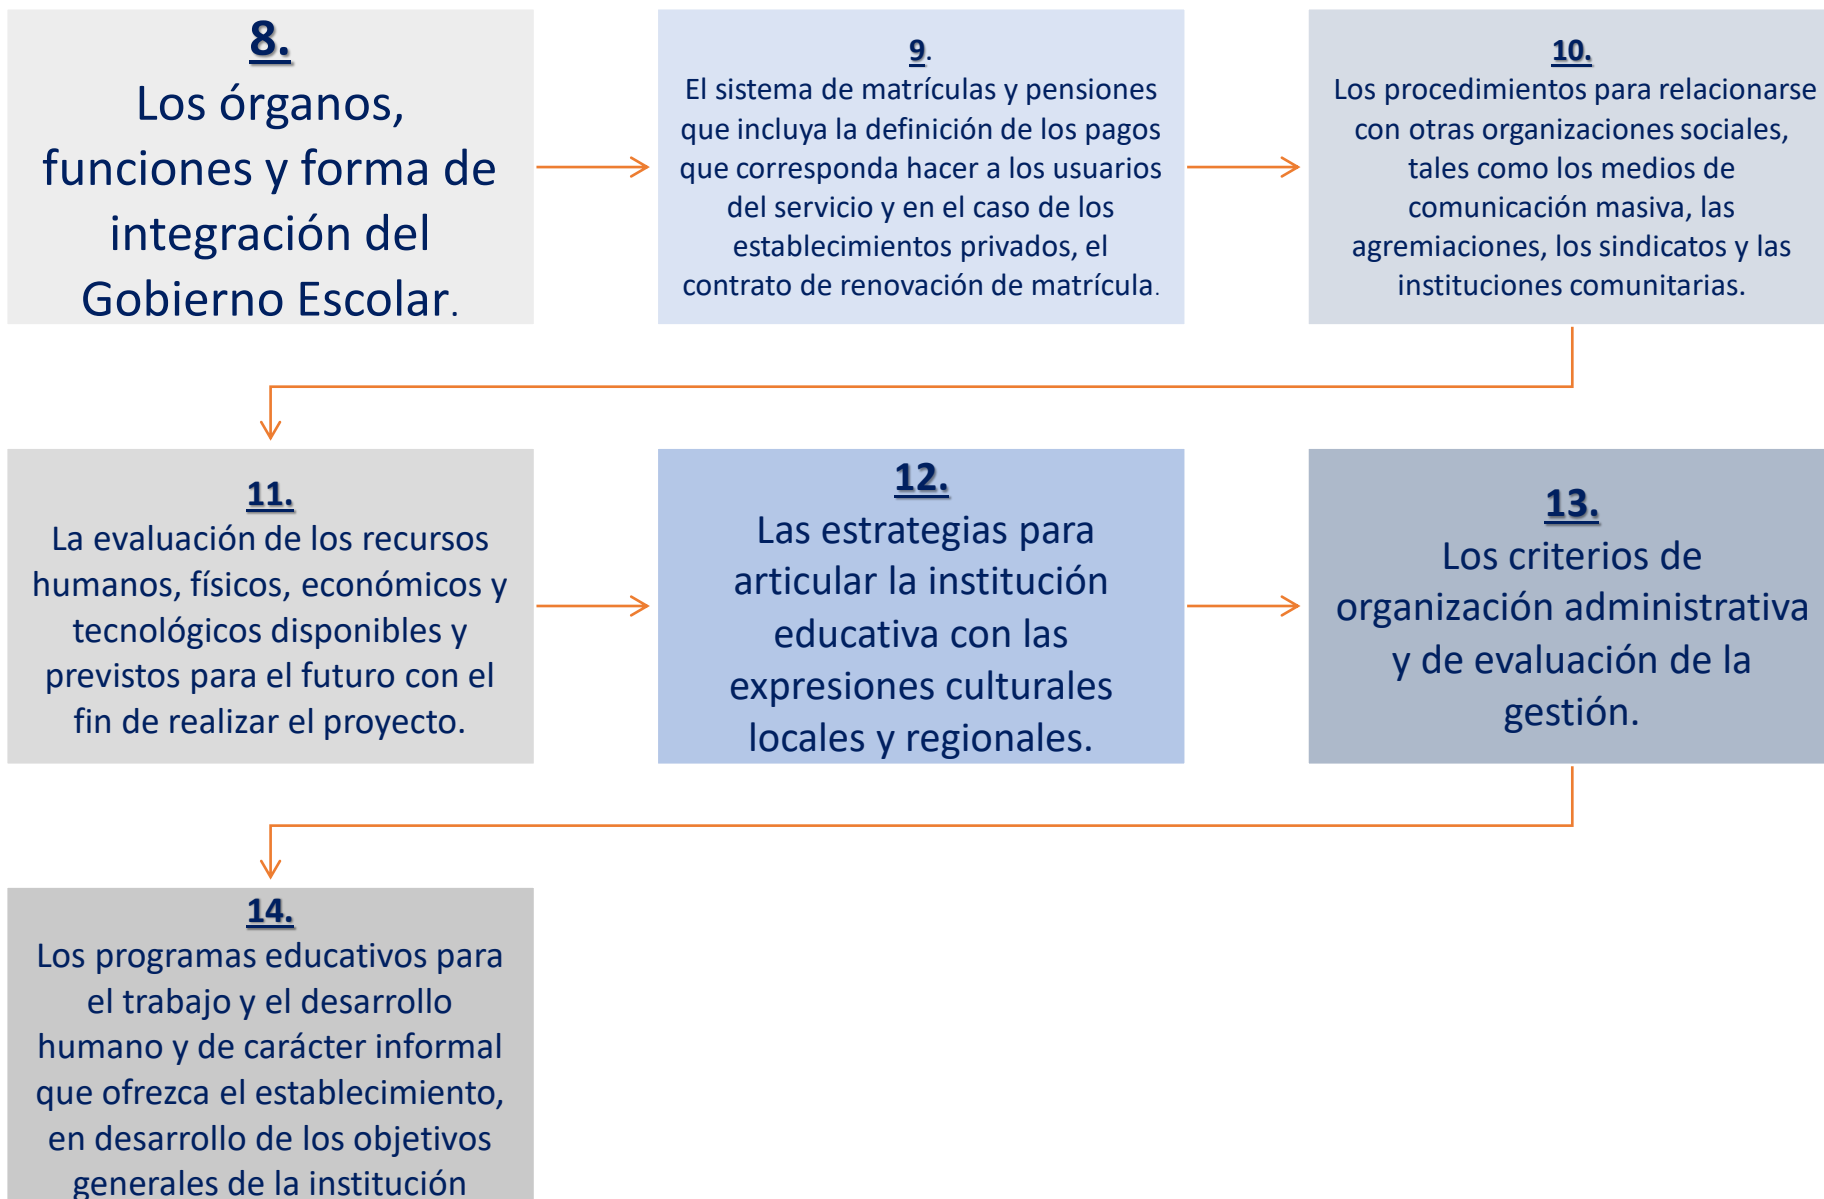 8.
Los órganos,
funciones y forma de
integración del
Gobierno Escolar.
9.
El sistema de matrículas y pensiones
que incluya la definición de los pagos
que corresponda hacer a los usuarios
del servicio y en el caso de los
establecimientos privados, el
contrato de renovación de matrícula.
10.
Los procedimientos para relacionarse
con otras organizaciones sociales,
tales como los medios de
comunicación masiva, las
agremiaciones, los sindicatos y las
instituciones comunitarias.
11.
La evaluación de los recursos
humanos, físicos, económicos y
tecnológicos disponibles y
previstos para el futuro con el
fin de realizar el proyecto.
12.
Las estrategias para
articular la institución
educativa con las
expresiones culturales
locales y regionales.
13.
Los criterios de
organización administrativa
y de evaluación de la
gestión.
14.
Los programas educativos para
el trabajo y el desarrollo
humano y de carácter informal
que ofrezca el establecimiento,
en desarrollo de los objetivos
generales de la institución